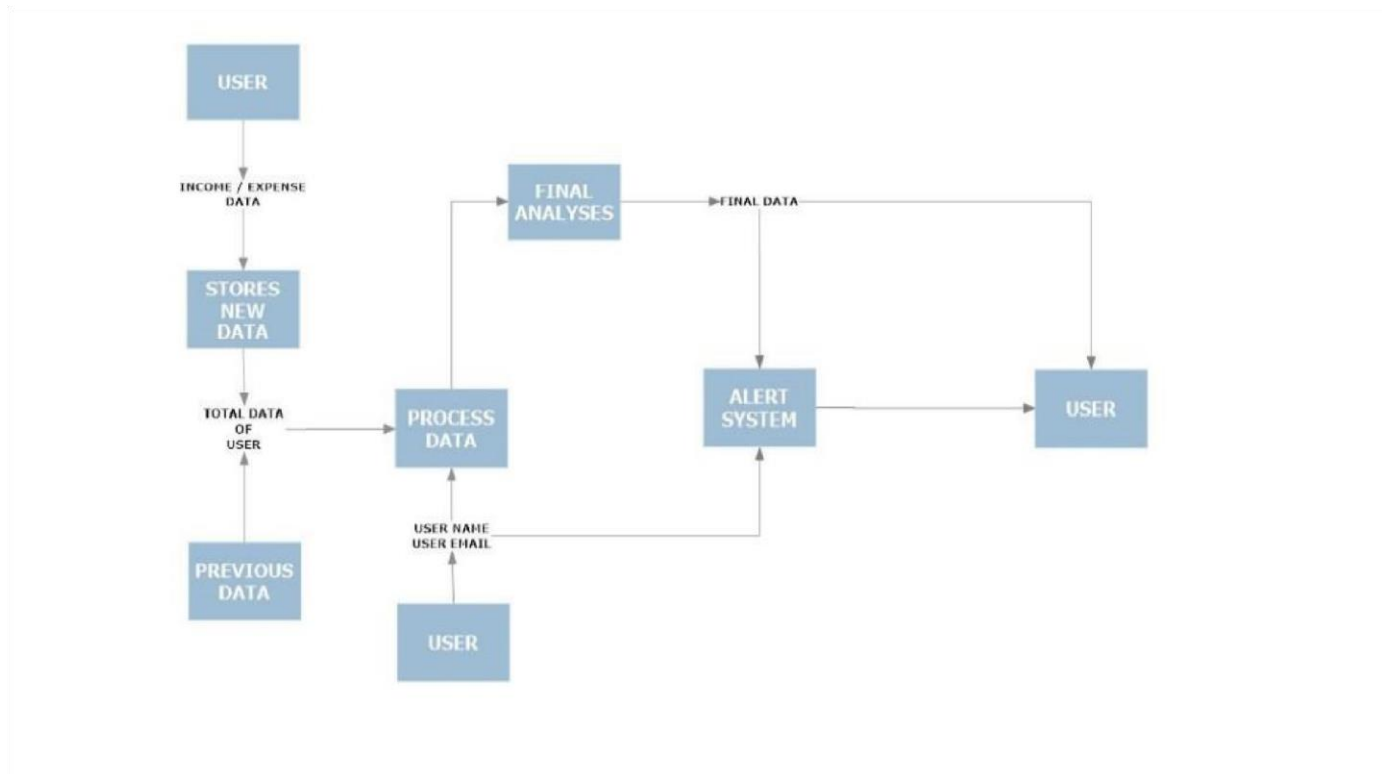 USER
INCOME / EXPENSE
DATA
STORES
NEW
DATA
TOTAL DATA
OF
USER
PREVIOUS
DATA
PROCESS
DATA
USER NAME
USER EMAIL
USER
FINAL
ANALYSES
FINAL DATA
ALERT
SYSTEM
USER